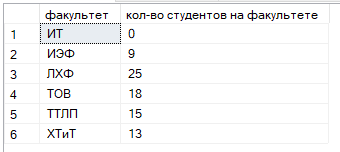 факультет кол-во студентов на факультете
1 ИТ 0
2 ИЭФ 9
3 ЛХФ 25
4 ТОВ 18
5 ТТЛП 15
6 ХТиТ 13